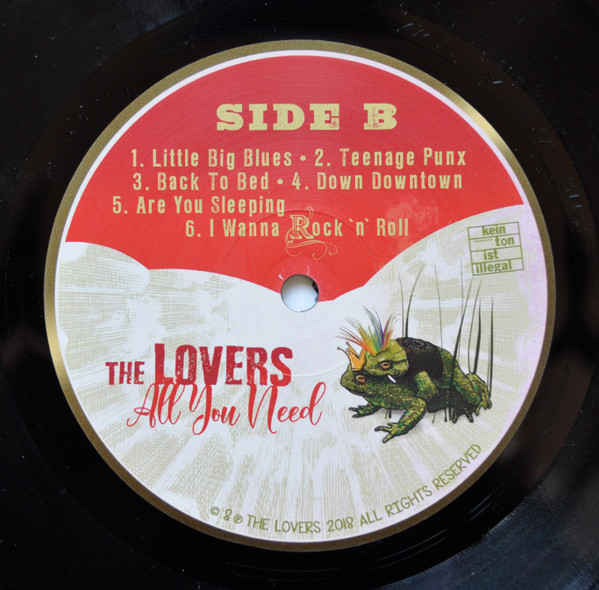 SIDE B
1. Little Big Blues • 2. Teenage Punx
3. Back To Bed • 4. Down Downtown
5. Are You Sleeping
6. I Wanna Rock `n` Roll
kein
ton
ist
illegal
THE LOVERS
All You Need
© & ℗ THE LOVERS 2018 ALL RIGHTS RESERVED